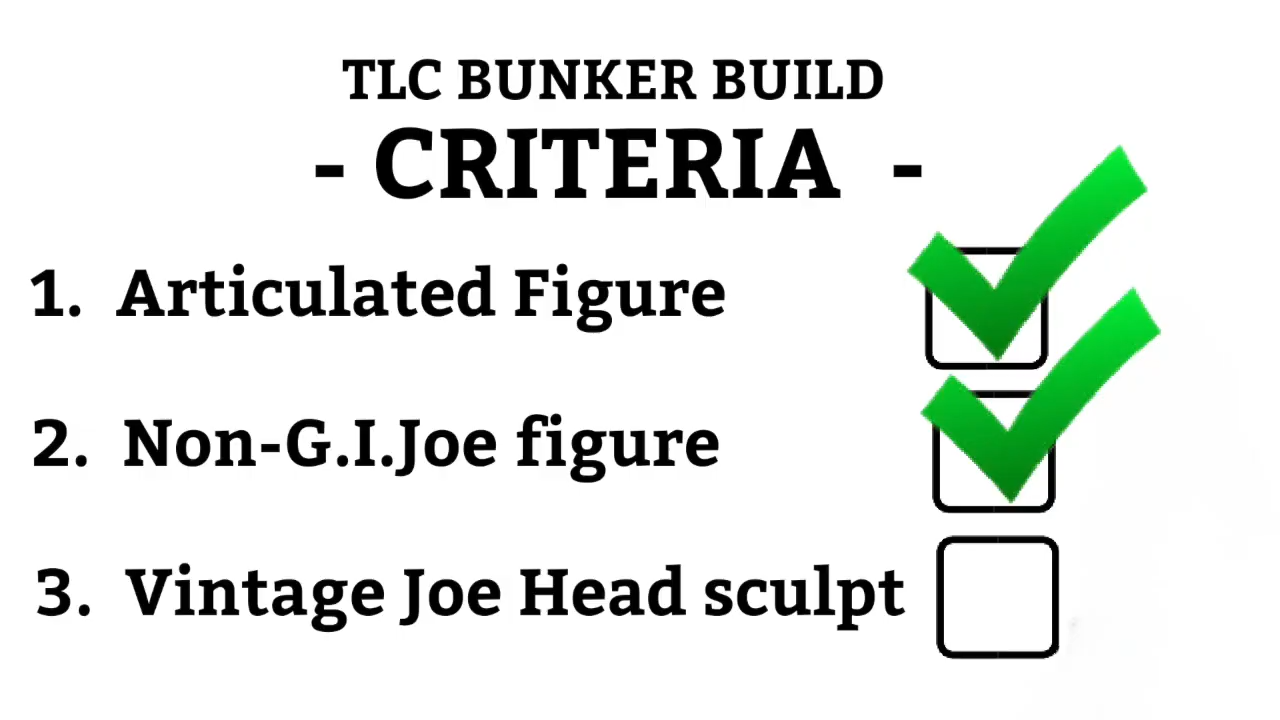 TLC BUNKER BUILD
- CRITERIA -
1. Articulated Figure
2. Non-G.I.Joe figure
3. Vintage Joe Head sculpt